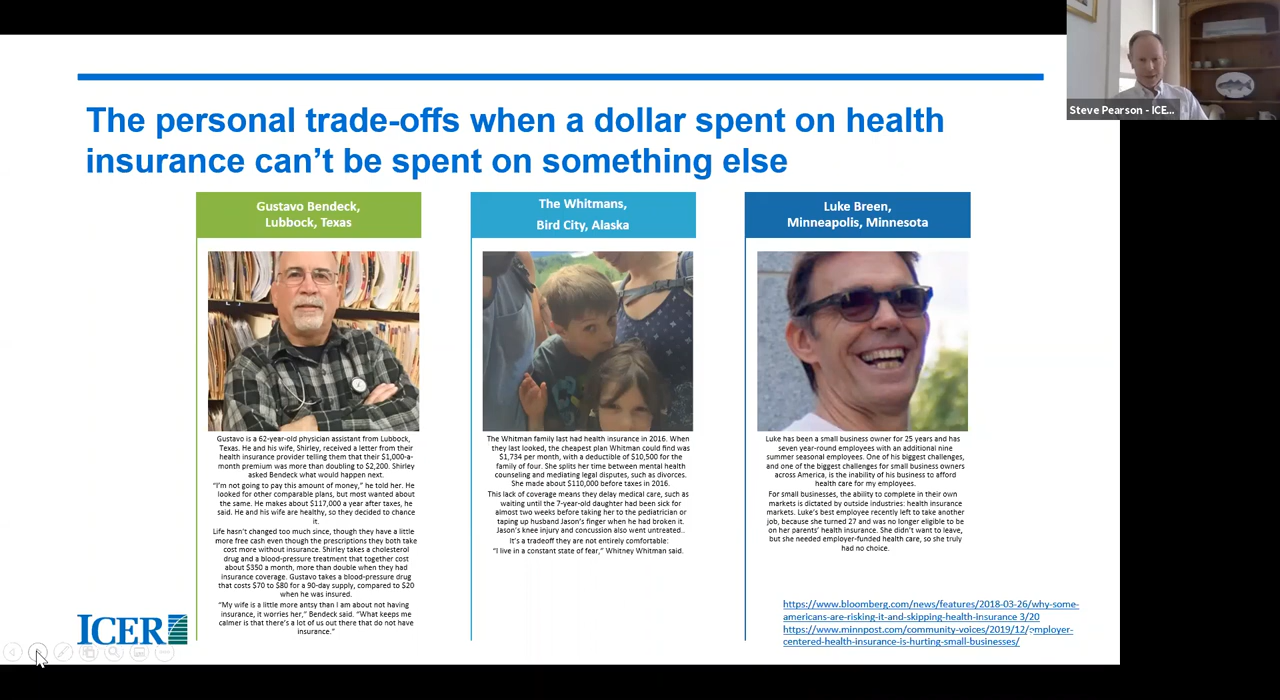 Steve Pearson - ICE...
The personal trade-offs when a dollar spent on health
insurance can't be spent on something else
Gustavo Bendeck,
Lubbock, Texas
Gustavo is a 62-year-old physician assistant from Lubbock,
Texas. He and his wife, Shirley, received a letter from their
health insurance provider telling them that their $1,000-a-
month premium was more than doubling to $2,200. Shirley
asked Bendeck what would happen next.
"I'm not going to pay this amount of money," he told her. He
looked for other comparable plans, but most wanted about
the same. He makes about $117,000 a year after taxes, he
said. He and his wife are healthy, so they decided to chance
it.
Life hasn't changed too much since, though they have a little
more free cash even though the prescriptions they both take
cost more without insurance. Shirley takes a cholesterol
drug and a blood-pressure treatment that together cost
about $350 a month, more than double when they had
insurance coverage. Gustavo takes a blood-pressure drug
that costs $70 to $80 for a 90-day supply, compared to $20
when he was insured.
"My wife is a little more antsy than I am about not having
insurance, it worries her," Bendeck said. "What keeps me
calmer is that there's a lot of us out there that do not have
insurance."
The Whitmans,
Bird City, Alaska
The Whitman family last had health insurance in 2016. When
they last looked, the cheapest plan Whitman could find was
$1,734 per month, with a deductible of $10,500 for the
family of four. She splits her time between mental health
counseling and mediating legal disputes, such as divorces.
She made about $110,000 before taxes in 2016.
This lack of coverage means they delay medical care, such as
waiting until the 7-year-old daughter had been sick for
almost two weeks before taking her to the pediatrician or
taping up husband Jason's finger when he had broken it.
Jason's knee injury and concussion also went untreated..
It's a tradeoff they are not entirely comfortable:
"I live in a constant state of fear," Whitney Whitman said.
Luke Breen,
Minneapolis, Minnesota
Luke has been a small business owner for 25 years and has
seven year-round employees with an additional nine
summer seasonal employees. One of his biggest challenges,
and one of the biggest challenges for small business owners
across America, is the inability of his business to afford
health care for my employees.
For small businesses, the ability to complete in their own
markets is dictated by outside industries: health insurance
markets. Luke's best employee recently left to take another
job, because she turned 27 and was no longer eligible to be
on her parents' health insurance. She didn't want to leave,
but she needed employer-funded health care, so she truly
had no choice.
https://www.bloomberg.com/news/features/2018-03-26/why-some-
americans-are-risking-it-and-skipping-health-insurance 3/20
https://www.minnpost.com/community-voices/2019/12/employer-
centered-health-insurance-is-hurting-small-businesses/
ICER